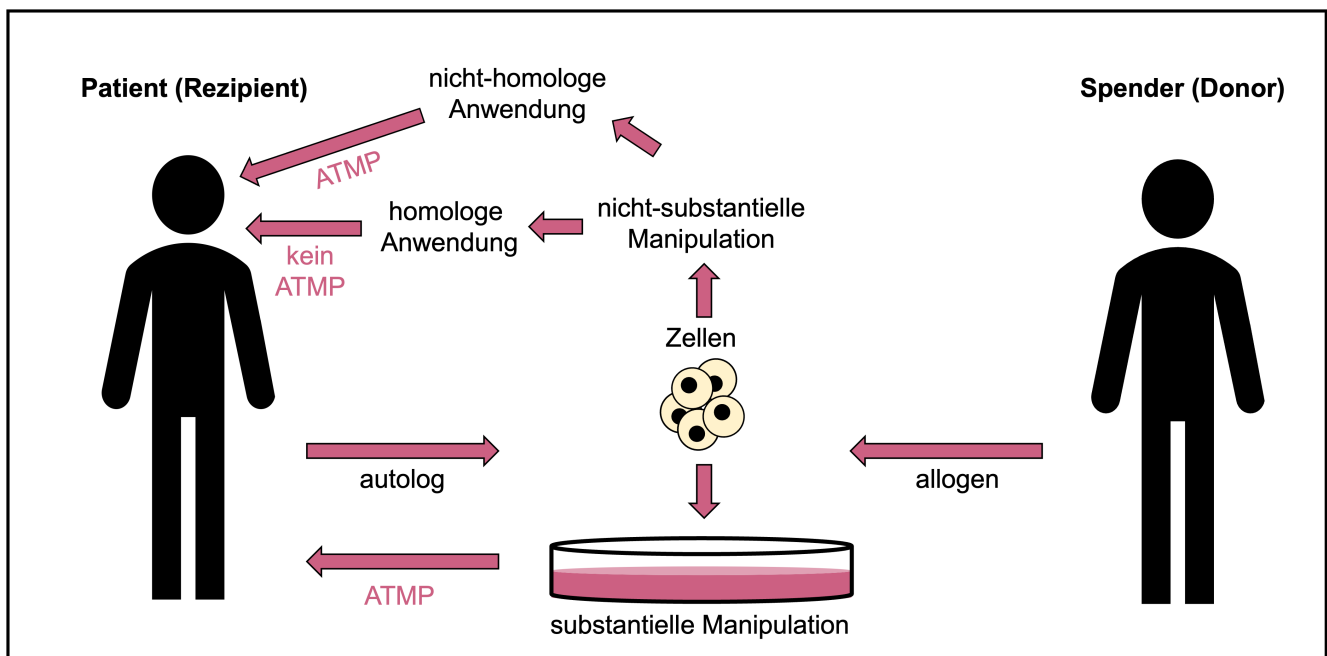 Patient (Rezipient)
nicht-homologe
Anwendung
Spender (Donor)
ATMP
homologe
Anwendung
nicht-substantielle
Manipulation
kein
ATMP
Zellen
autolog
allogen
ATMP
substantielle Manipulation